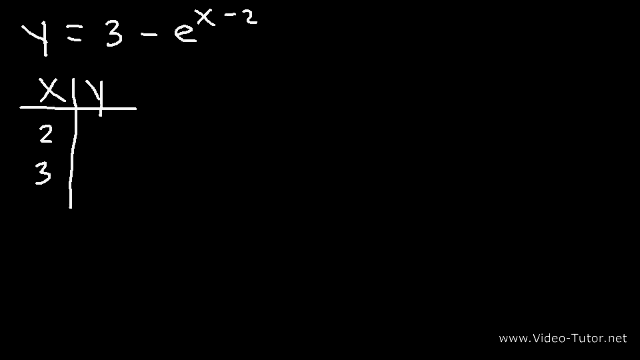 y = 3 - e^{x-2}
x | y
2
3
www.Video-Tutor.net